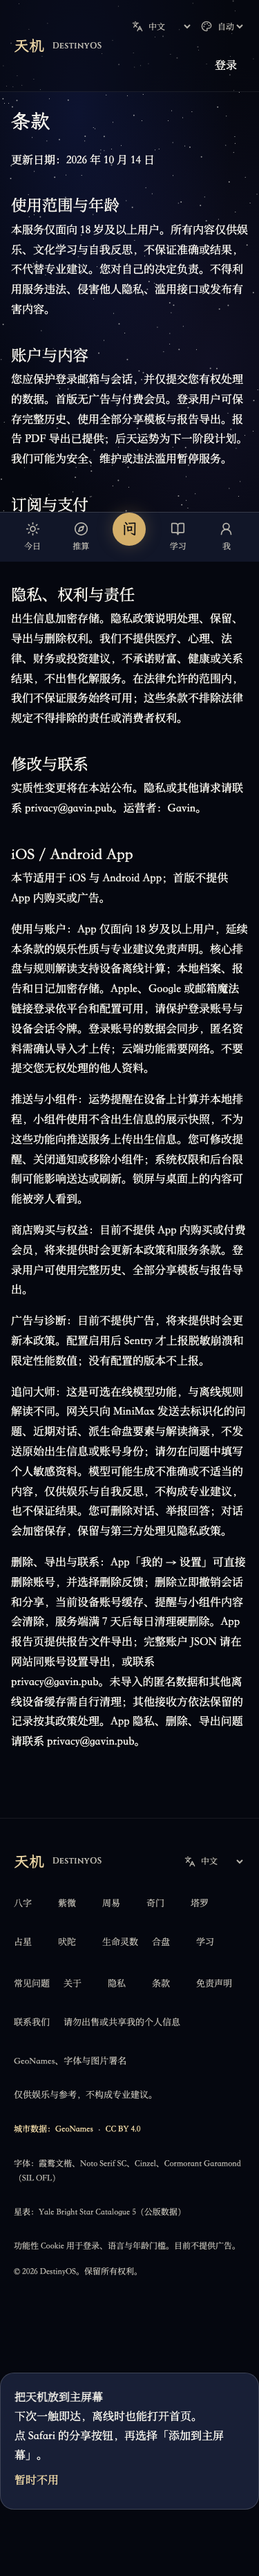 中文
自动
天机 DESTINYOS
登录
条款
更新日期：2026 年 10 月 14 日
使用范围与年龄
本服务仅面向 18 岁及以上用户。所有内容仅供娱
乐、文化学习与自我反思，不保证准确或结果，
不代替专业建议。您对自己的决定负责。不得利
用服务违法、侵害他人隐私、滥用接口或发布有
害内容。
账户与内容
您应保护登录邮箱与会话，并仅提交您有权处理
的数据。首版无广告与付费会员。登录用户可保
存完整历史、使用全部分享模板与报告导出。报
告 PDF 导出已提供；后天运势为下一阶段计划。
我们可能为安全、维护或违法滥用暂停服务。
订阅与支付
今日
推算
问
学习
我
隐私、权利与责任
出生信息加密存储。隐私政策说明处理、保留、
导出与删除权利。我们不提供医疗、心理、法
律、财务或投资建议，不承诺财富、健康或关系
结果，不出售化解服务。在法律允许的范围内，
我们不保证服务始终可用；这些条款不排除法律
规定不得排除的责任或消费者权利。
修改与联系
实质性变更将在本站公布。隐私或其他请求请联
系 privacy@gavin.pub。运营者：Gavin。
iOS / Android App
本节适用于 iOS 与 Android App；首版不提供
App 内购买或广告。
使用与账户：App 仅面向 18 岁及以上用户，延续
本条款的娱乐性质与专业建议免责声明。核心排
盘与规则解读支持设备离线计算；本地档案、报
告和日记加密存储。Apple、Google 或邮箱魔法
链接登录依平台和配置可用，请保护登录账号与
设备会话令牌。登录账号的数据会同步，匿名资
料需确认导入才上传；云端功能需要网络。不要
提交您无权处理的他人资料。
推送与小组件：运势提醒在设备上计算并本地排
程，小组件使用不含出生信息的展示快照，不为
这些功能向推送服务上传出生信息。您可修改提
醒、关闭通知或移除小组件；系统权限和后台限
制可能影响送达或刷新。锁屏与桌面上的内容可
能被旁人看到。
商店购买与权益：目前不提供 App 内购买或付费
会员，将来提供时会更新本政策和服务条款。登
录用户可使用完整历史、全部分享模板与报告导
出。
广告与诊断：目前不提供广告，将来提供时会更
新本政策。配置启用后 Sentry 才上报脱敏崩溃和
限定性能数值；没有配置的版本不上报。
追问大师：这是可选在线模型功能，与离线规则
解读不同。网关只向 MiniMax 发送去标识化的问
题、近期对话、派生命盘要素与解读摘录，不发
送原始出生信息或账号身份；请勿在问题中填写
个人敏感资料。模型可能生成不准确或不适当的
内容，仅供娱乐与自我反思，不构成专业建议，
也不保证结果。您可删除对话、举报回答；对话
会加密保存，保留与第三方处理见隐私政策。
删除、导出与联系：App「我的 → 设置」可直接
删除账号，并选择删除反馈；删除立即撤销会话
和分享，当前设备账号缓存、提醒与小组件内容
会清除，服务端满 7 天后每日清理硬删除。App
报告页提供报告文件导出；完整账户 JSON 请在
网站同账号设置导出，或联系
privacy@gavin.pub。未导入的匿名数据和其他离
线设备缓存需自行清理；其他接收方依法保留的
记录按其政策处理。App 隐私、删除、导出问题
请联系 privacy@gavin.pub。
天机 DESTINYOS
中文
八字 紫微 周易 奇门 塔罗
占星 吠陀 生命灵数 合盘 学习
常见问题 关于 隐私 条款 免责声明
联系我们 请勿出售或共享我的个人信息
GeoNames、字体与图片署名
仅供娱乐与参考，不构成专业建议。
城市数据：GeoNames · CC BY 4.0
字体：霞鹜文楷、Noto Serif SC、Cinzel、Cormorant Garamond
（SIL OFL）
星表：Yale Bright Star Catalogue 5（公版数据）
功能性 Cookie 用于登录、语言与年龄门槛。目前不提供广告。
© 2026 DestinyOS。保留所有权利。
把天机放到主屏幕
下次一触即达，离线时也能打开首页。
点 Safari 的分享按钮，再选择「添加到主屏
幕」。
暂时不用